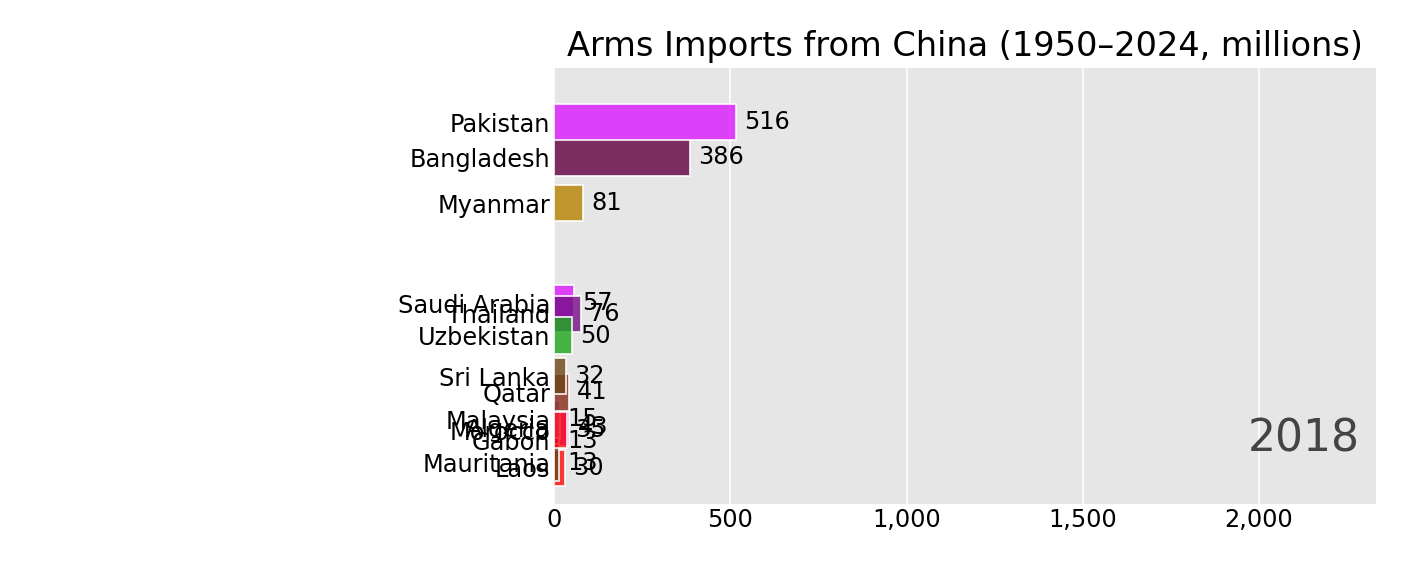 Arms Imports from China (1950–2024, millions)
Pakistan 516
Bangladesh 386
Myanmar 81
Saudi Arabia 57
Thailand 76
Uzbekistan 50
Sri Lanka 32
Qatar 41
Malaysia 15
Gabon 13
Mauritania 13
Laos 30
2018
0 500 1,000 1,500 2,000